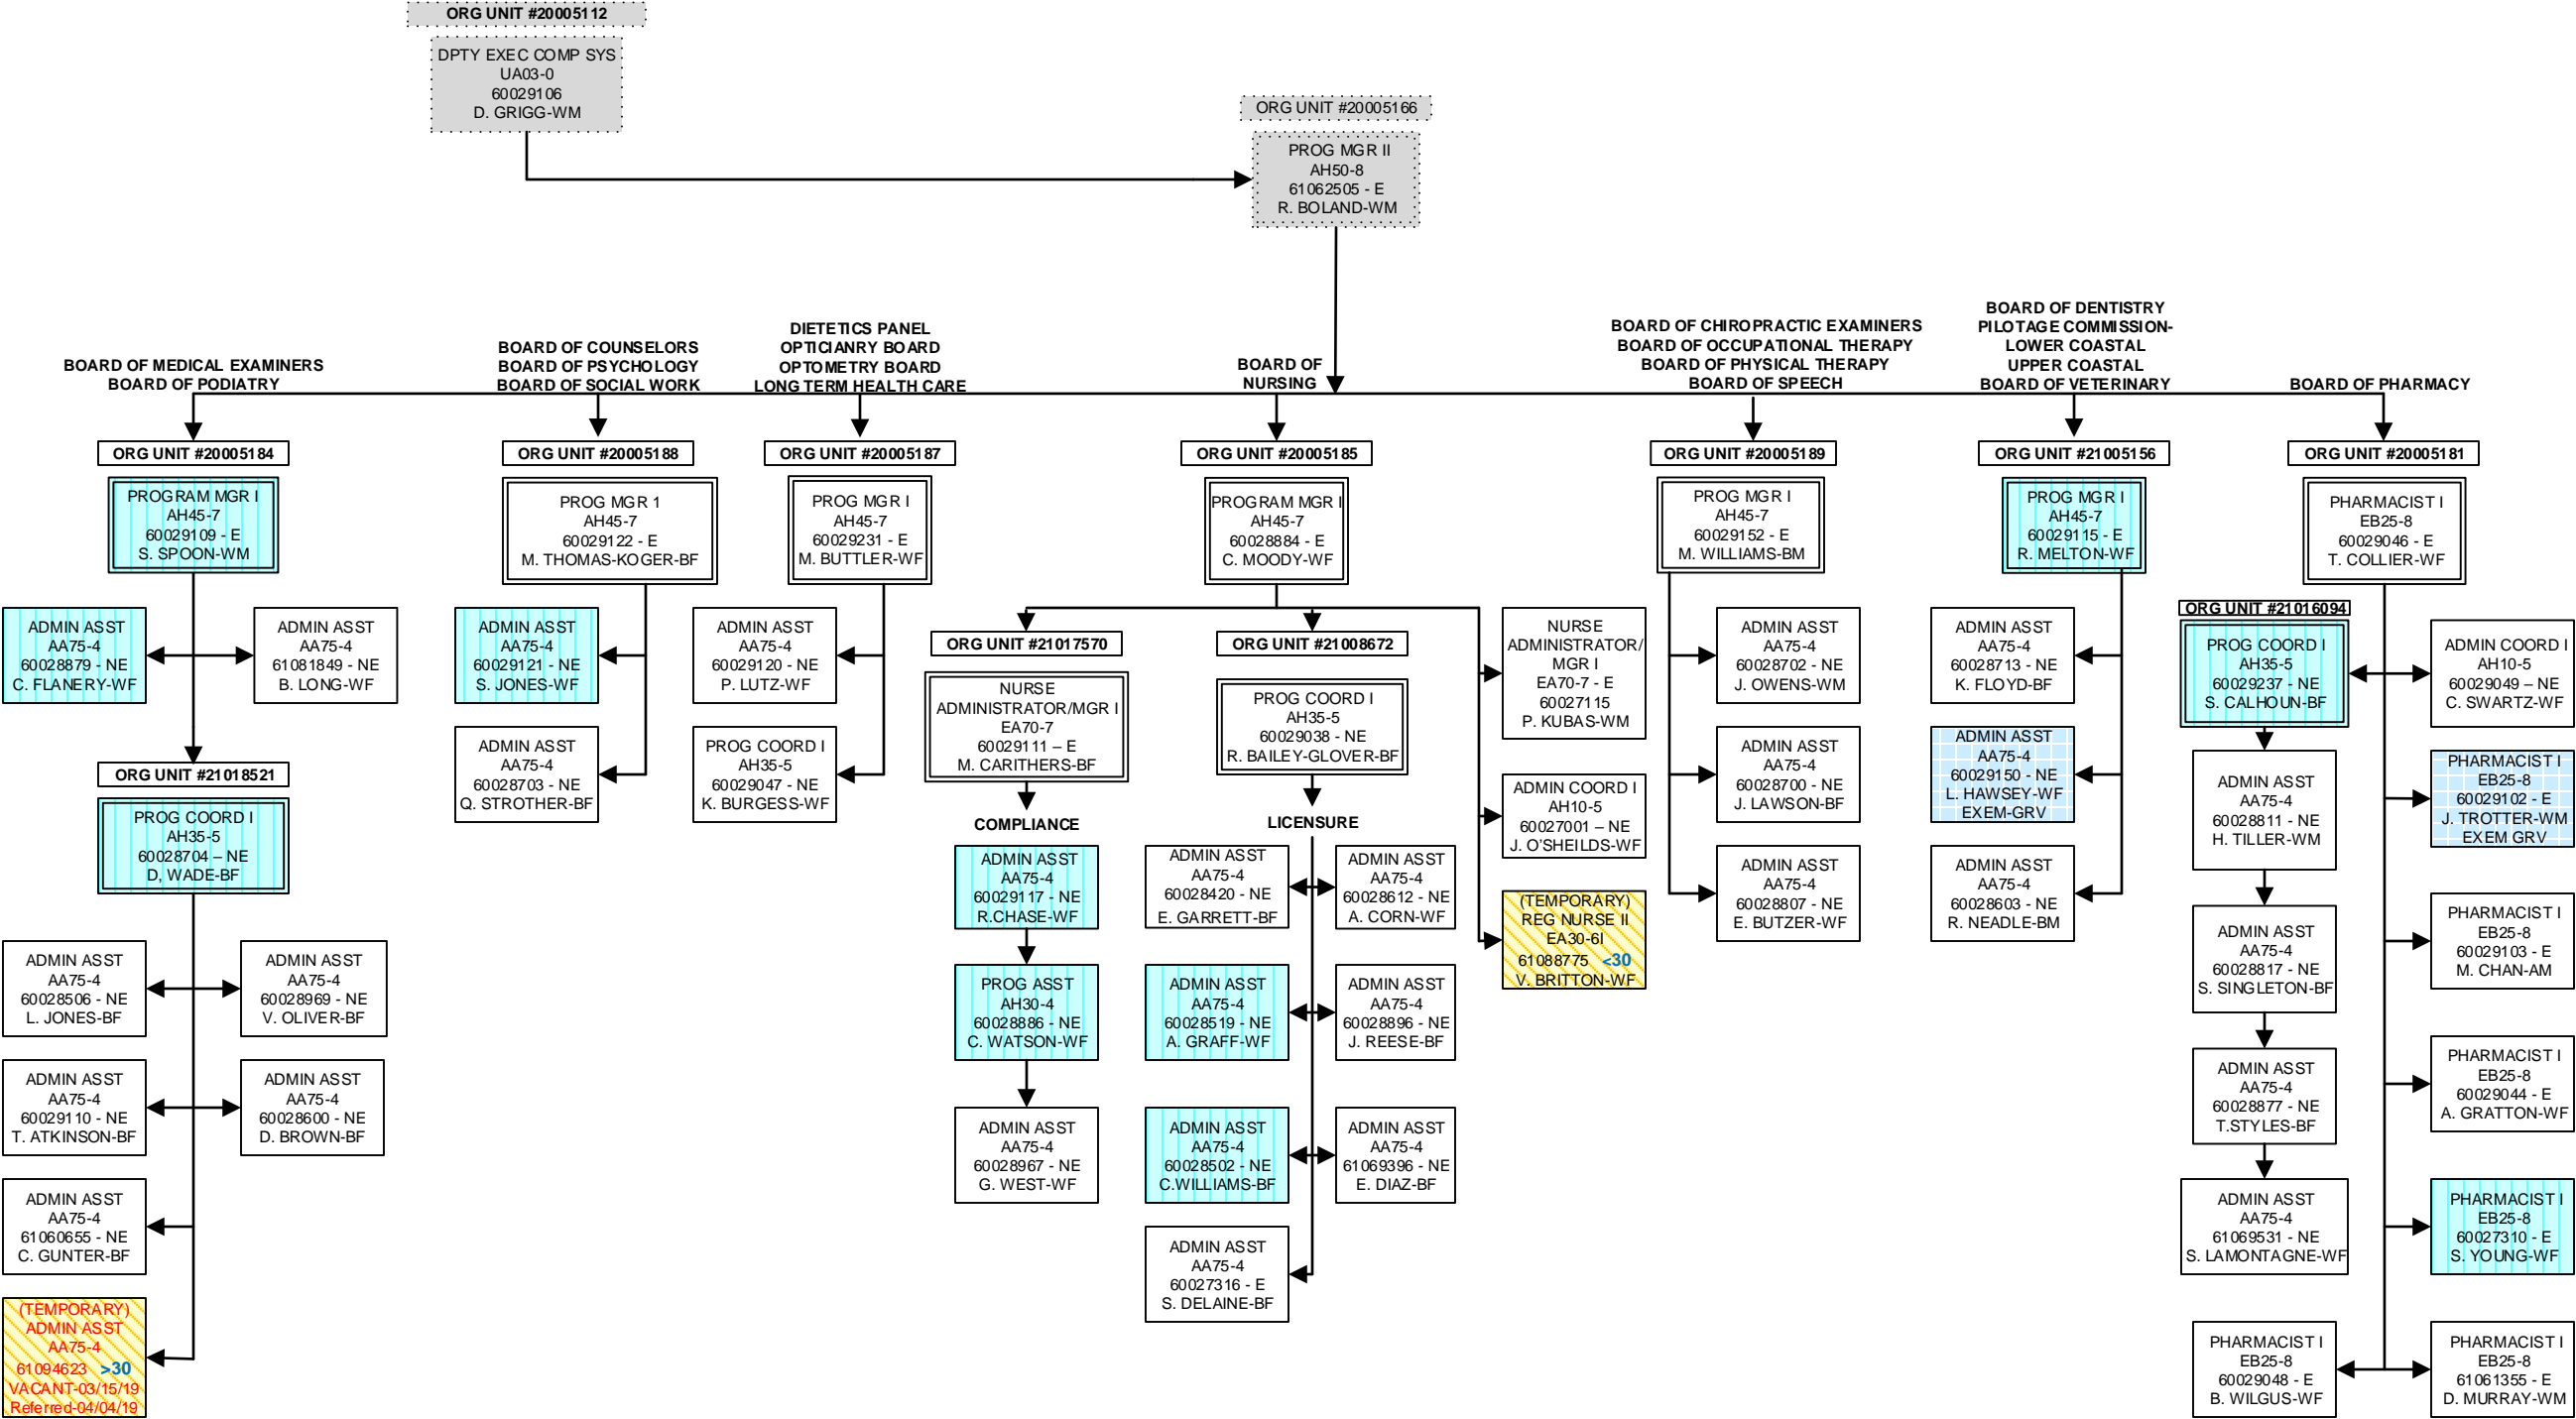 ORG UNIT #20005112
DPTY EXEC COMP SYS
UA03-0
60029106
D. GRIGG-WM
ORG UNIT #20005166
PROG MGR II
AH50-8
61062505 - E
R. BOLAND-WM
BOARD OF MEDICAL EXAMINERS
BOARD OF PODIATRY
ORG UNIT #20005184
PROGRAM MGR I
AH45-7
60029109 - E
S. SPOON-WM
ADMIN ASST
AA75-4
60028879 - NE
C. FLANERY-WF
ADMIN ASST
AA75-4
61081849 - NE
B. LONG-WF
ORG UNIT #21018521
PROG COORD I
AH35-5
60028704 – NE
D, WADE-BF
ADMIN ASST
AA75-4
60028506 - NE
L. JONES-BF
ADMIN ASST
AA75-4
60028969 - NE
V. OLIVER-BF
ADMIN ASST
AA75-4
60029110 - NE
T. ATKINSON-BF
ADMIN ASST
AA75-4
60028600 - NE
D. BROWN-BF
ADMIN ASST
AA75-4
61060655 - NE
C. GUNTER-BF
(TEMPORARY)
ADMIN ASST
AA75-4
61094623 >30
VACANT-03/15/19
Referred-04/04/19
BOARD OF COUNSELORS
BOARD OF PSYCHOLOGY
BOARD OF SOCIAL WORK
ORG UNIT #20005188
PROG MGR 1
AH45-7
60029122 - E
M. THOMAS-KOGER-BF
ADMIN ASST
AA75-4
60029121 - NE
S. JONES-WF
ADMIN ASST
AA75-4
60028703 - NE
Q. STROTHER-BF
DIETETICS PANEL
OPTICIANRY BOARD
OPTOMETRY BOARD
LONG TERM HEALTH CARE
ORG UNIT #20005187
PROG MGR I
AH45-7
60029231 - E
M. BUTTLER-WF
ADMIN ASST
AA75-4
60029120 - NE
P. LUTZ-WF
PROG COORD I
AH35-5
60029047 - NE
K. BURGESS-WF
BOARD OF
NURSING
ORG UNIT #20005185
PROGRAM MGR I
AH45-7
60028884 - E
C. MOODY-WF
ORG UNIT #21017570
NURSE
ADMINISTRATOR/MGR I
EA70-7
60029111 – E
M. CARITHERS-BF
COMPLIANCE
ADMIN ASST
AA75-4
60029117 - NE
R.CHASE-WF
PROG ASST
AH30-4
60028886 - NE
C. WATSON-WF
ADMIN ASST
AA75-4
60028967 - NE
G. WEST-WF
ORG UNIT #21008672
PROG COORD I
AH35-5
60029038 - NE
R. BAILEY-GLOVER-BF
LICENSURE
ADMIN ASST
AA75-4
60028420 - NE
E. GARRETT-BF
ADMIN ASST
AA75-4
60028612 - NE
A. CORN-WF
ADMIN ASST
AA75-4
60028519 - NE
A. GRAFF-WF
ADMIN ASST
AA75-4
60028896 - NE
J. REESE-BF
ADMIN ASST
AA75-4
60028502 - NE
C.WILLIAMS-BF
ADMIN ASST
AA75-4
61069396 - NE
E. DIAZ-BF
ADMIN ASST
AA75-4
60027316 - E
S. DELAINE-BF
NURSE
ADMINISTRATOR/
MGR I
EA70-7 - E
60027115
P. KUBAS-WM
ADMIN COORD I
AH10-5
60027001 – NE
J. O'SHEILDS-WF
(TEMPORARY)
REG NURSE II
EA30-6I
61088775 <30
V. BRITTON-WF
BOARD OF CHIROPRACTIC EXAMINERS
BOARD OF OCCUPATIONAL THERAPY
BOARD OF PHYSICAL THERAPY
BOARD OF SPEECH
ORG UNIT #20005189
PROG MGR I
AH45-7
60029152 - E
M. WILLIAMS-BM
ADMIN ASST
AA75-4
60028702 - NE
J. OWENS-WM
ADMIN ASST
AA75-4
60028700 - NE
J. LAWSON-BF
ADMIN ASST
AA75-4
60028807 - NE
E. BUTZER-WF
BOARD OF DENTISTRY
PILOTAGE COMMISSION-
LOWER COASTAL
UPPER COASTAL
BOARD OF VETERINARY
ORG UNIT #21005156
PROG MGR I
AH45-7
60029115 - E
R. MELTON-WF
ADMIN ASST
AA75-4
60028713 - NE
K. FLOYD-BF
ADMIN ASST
AA75-4
60029150 - NE
L. HAWSEY-WF
EXEM-GRV
ADMIN ASST
AA75-4
60028603 - NE
R. NEADLE-BM
BOARD OF PHARMACY
ORG UNIT #20005181
PHARMACIST I
EB25-8
60029046 - E
T. COLLIER-WF
ORG UNIT #21016094
PROG COORD I
AH35-5
60029237 - NE
S. CALHOUN-BF
ADMIN ASST
AA75-4
60028811 - NE
H. TILLER-WM
ADMIN ASST
AA75-4
60028817 - NE
S. SINGLETON-BF
ADMIN ASST
AA75-4
60028877 - NE
T.STYLES-BF
ADMIN ASST
AA75-4
61069531 - NE
S. LAMONTAGNE-WF
ADMIN COORD I
AH10-5
60029049 – NE
C. SWARTZ-WF
PHARMACIST I
EB25-8
60029102 - E
J. TROTTER-WM
EXEM GRV
PHARMACIST I
EB25-8
60029103 - E
M. CHAN-AM
PHARMACIST I
EB25-8
60029044 - E
A. GRATTON-WF
PHARMACIST I
EB25-8
60027310 - E
S. YOUNG-WF
PHARMACIST I
EB25-8
60029048 - E
B. WILGUS-WF
PHARMACIST I
EB25-8
61061355 - E
D. MURRAY-WM